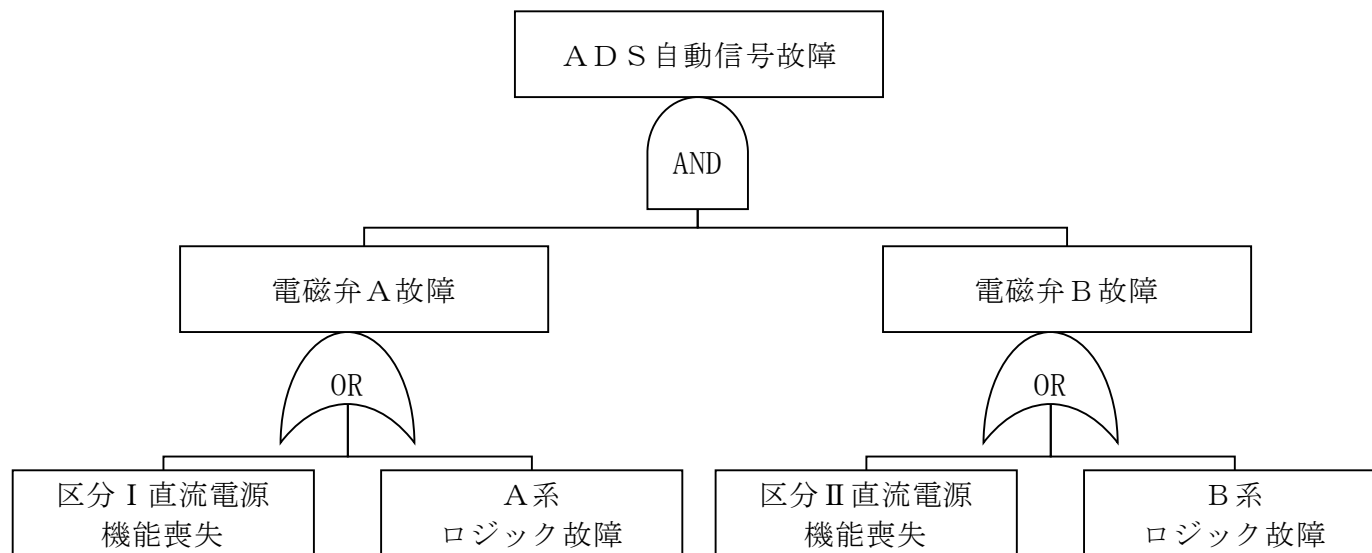 ＡＤＳ自動信号故障
AND
電磁弁Ａ故障
電磁弁Ｂ故障
OR
OR
区分Ⅰ直流電源
機能喪失
Ａ系
ロジック故障
区分Ⅱ直流電源
機能喪失
Ｂ系
ロジック故障